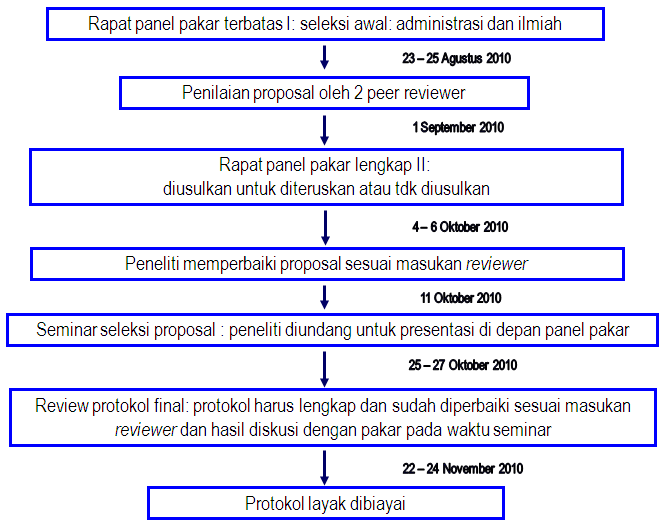 Rapat panel pakar terbatas I: seleksi awal: administrasi dan ilmiah
23 – 25 Agustus 2010
Penilaian proposal oleh 2 peer reviewer
1 September 2010
Rapat panel pakar lengkap II:
diusulkan untuk diteruskan atau tdk diusulkan
4 – 6 Oktober 2010
Peneliti memperbaiki proposal sesuai masukan reviewer
11 Oktober 2010
Seminar seleksi proposal : peneliti diundang untuk presentasi di depan panel pakar
25 – 27 Oktober 2010
Review protokol final: protokol harus lengkap dan sudah diperbaiki sesuai masukan
reviewer dan hasil diskusi dengan pakar pada waktu seminar
22 – 24 November 2010
Protokol layak dibiayai